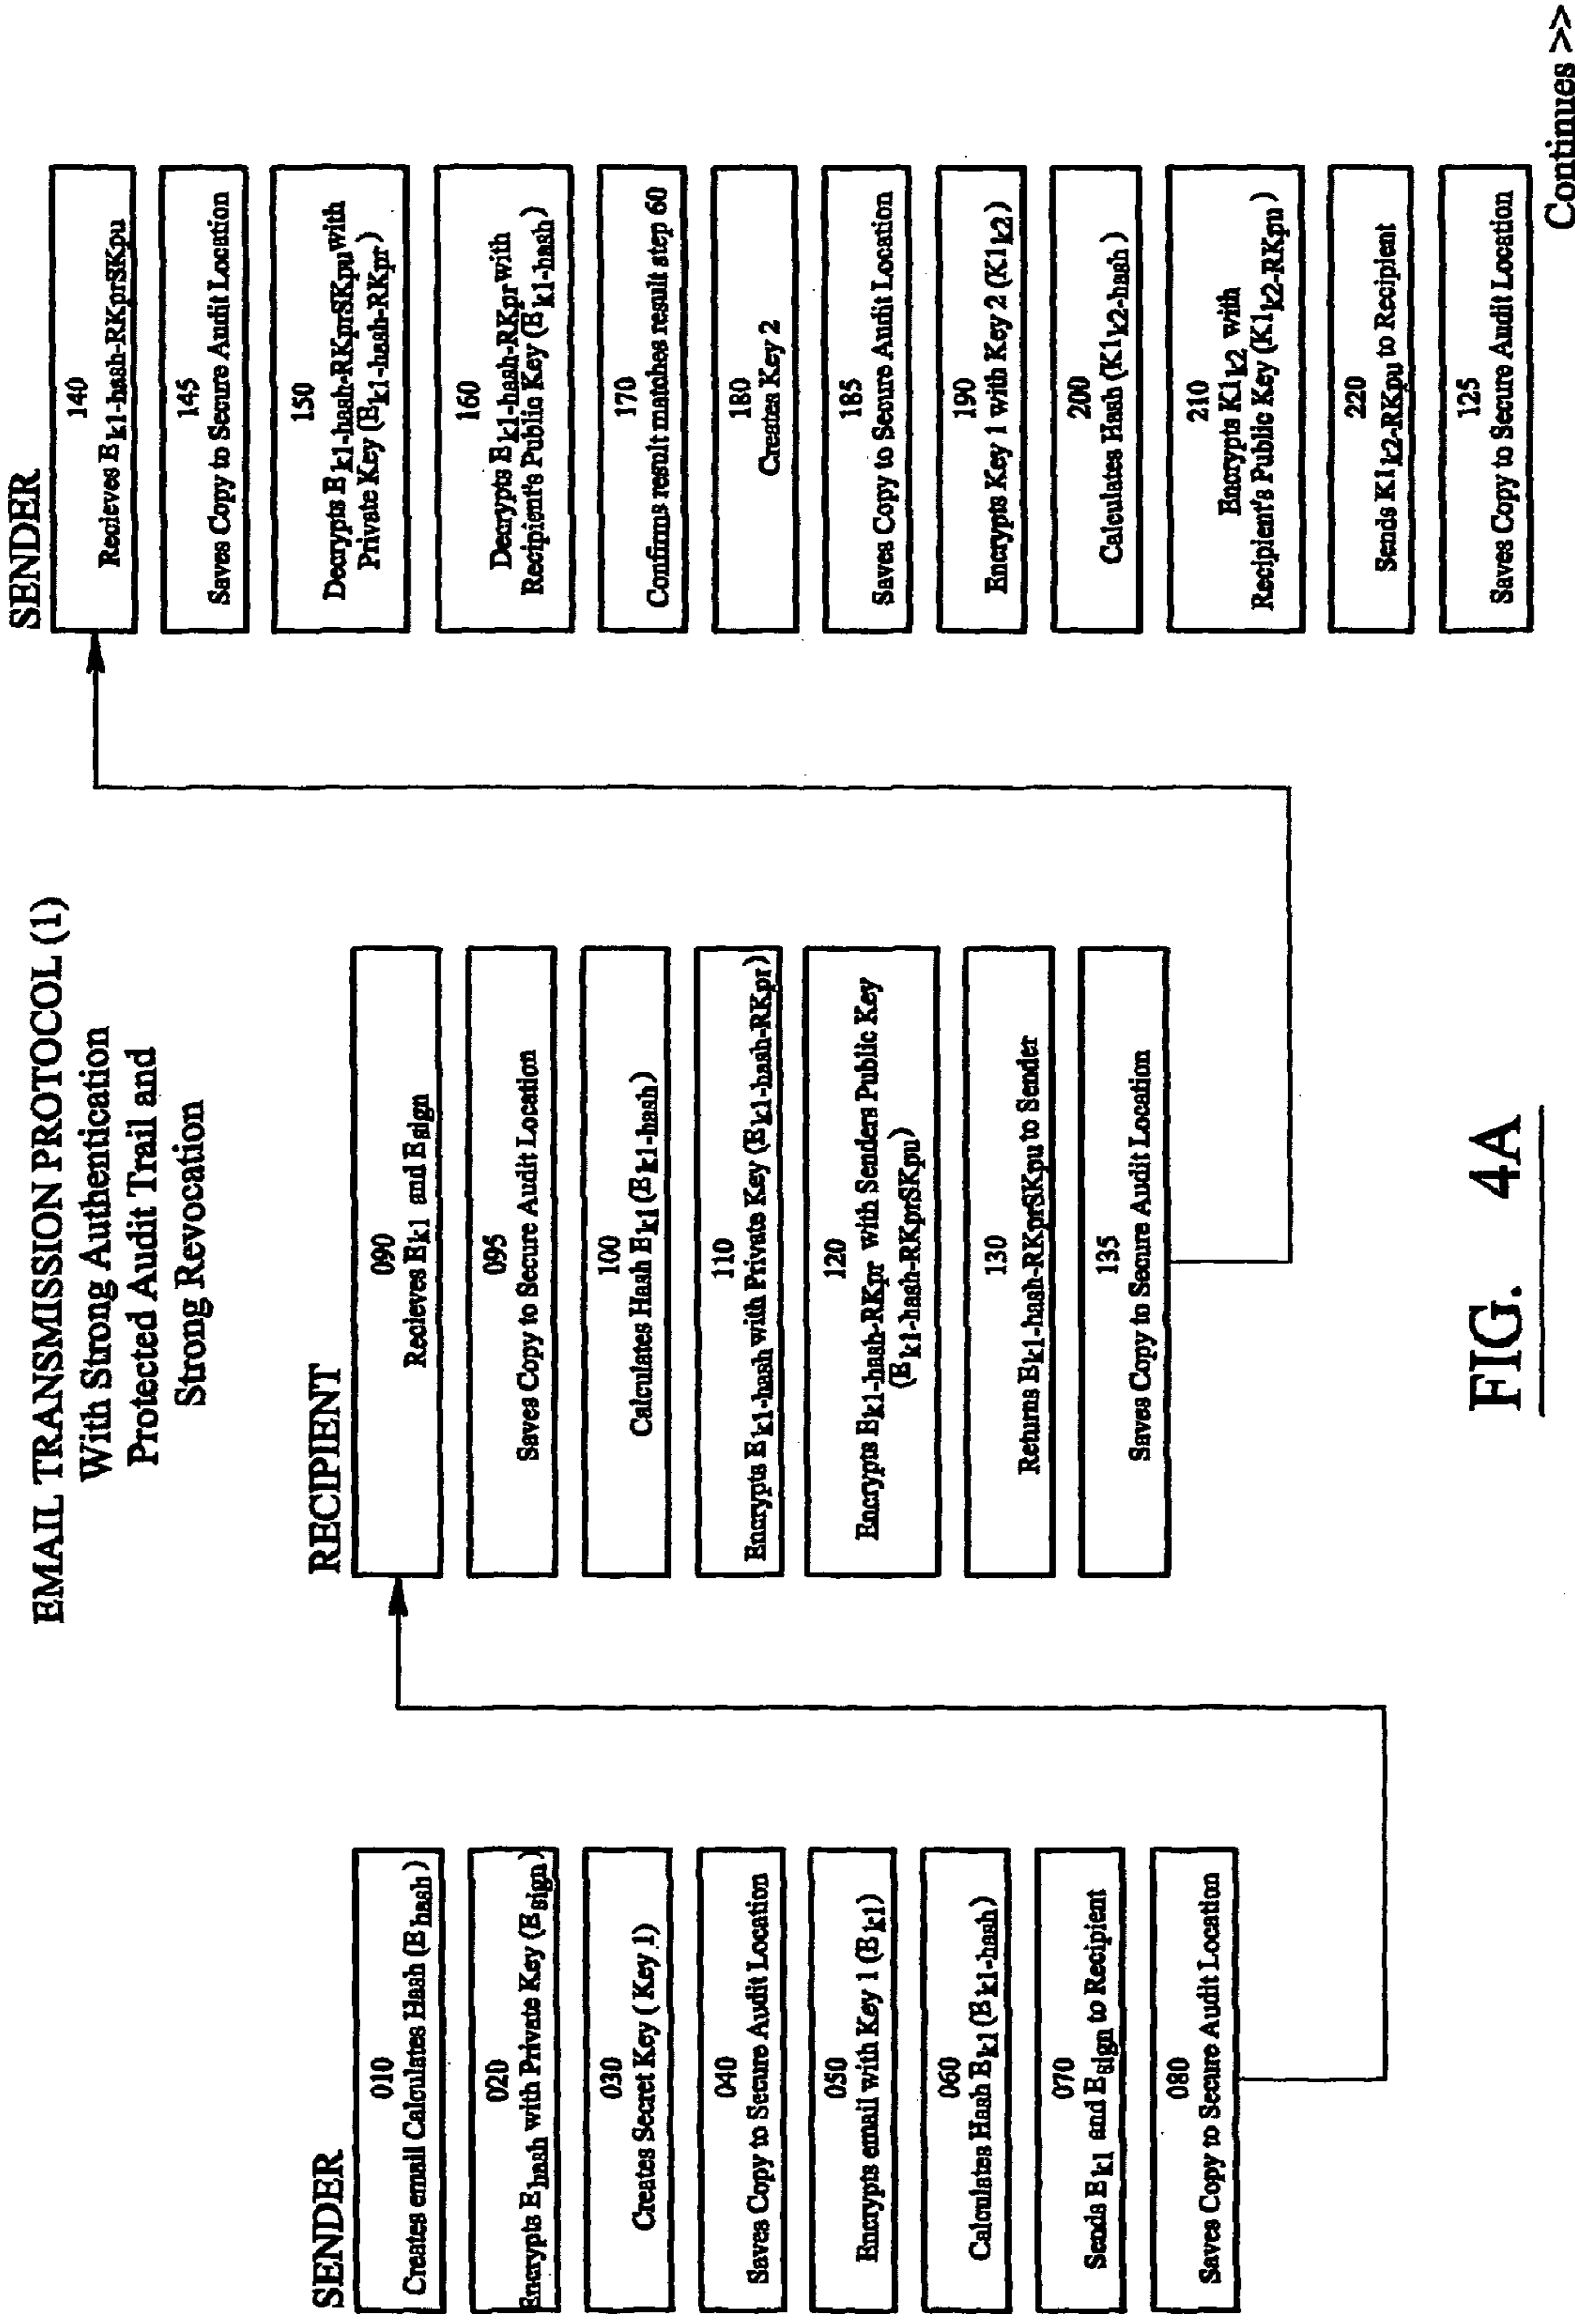 EMAIL TRANSMISSION PROTOCOL (1)
With Strong Authentication
Protected Audit Trail and
Strong Revocation
SENDER
010
Creates email Calculates Hash (Ehash)
020
Encrypts Ehash with Private Key (Esign)
030
Creates Secret Key ( Key 1)
040
Saves Copy to Secure Audit Location
050
Encrypts email with Key 1 (Ek1)
060
Calculates Hash Ek1 (Ek1-hash)
070
Sends Ek1 and Esign to Recipient
080
Saves Copy to Secure Audit Location
RECIPIENT
090
Recieves Ek1 and Esign
095
Saves Copy to Secure Audit Location
100
Calculates Hash Ek1 (Ek1-hash)
110
Encrypts Ek1-hash with Private Key (Ek1-hash-RKpr)
120
Encrypts Ek1-hash-RKpr with Senders Public Key
(Ek1-hash-RKprSKpu)
130
Returns Ek1-hash-RKprSKpu to Sender
135
Saves Copy to Secure Audit Location
SENDER
140
Recieves Ek1-hash-RKprSKpu
145
Saves Copy to Secure Audit Location
150
Decrypts Ek1-hash-RKprSKpu with
Private Key (Ek1-hash-RKpr)
160
Decrypts Ek1-hash-RKpr with
Recipient's Public Key (Ek1-hash)
170
Confirms result matches result step 60
180
Creates Key 2
185
Saves Copy to Secure Audit Location
190
Encrypts Key 1 with Key 2 (K1k2)
200
Calculates Hash (K1k2-hash)
210
Encrypts K1k2 with
Recipient's Public Key (K1k2-RKpu)
220
Sends K1k2-RKpu to Recipient
125
Saves Copy to Secure Audit Location
Continues >>
FIG. 4A